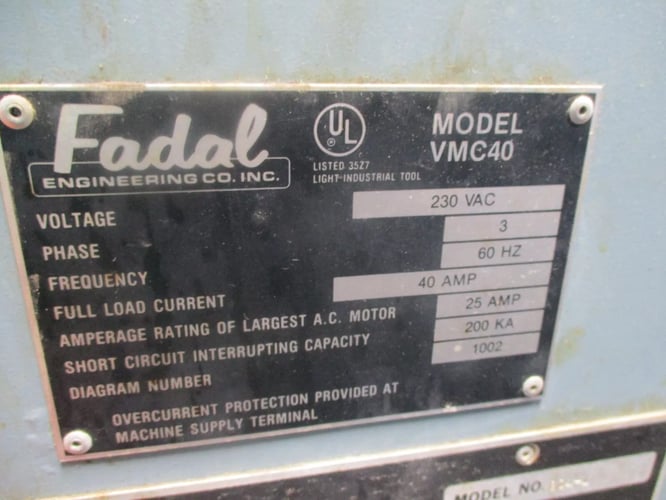 Fadal
ENGINEERING CO. INC.
UL
®
LISTED 35Z7
LIGHT-INDUSTRIAL TOOL
MODEL
VMC40
VOLTAGE 230 VAC
PHASE 3
FREQUENCY 60 HZ
FULL LOAD CURRENT 40 AMP
AMPERAGE RATING OF LARGEST A.C. MOTOR 25 AMP
SHORT CIRCUIT INTERRUPTING CAPACITY 200 KA
DIAGRAM NUMBER 1002
OVERCURRENT PROTECTION PROVIDED AT
MACHINE SUPPLY TERMINAL
MODEL NO.